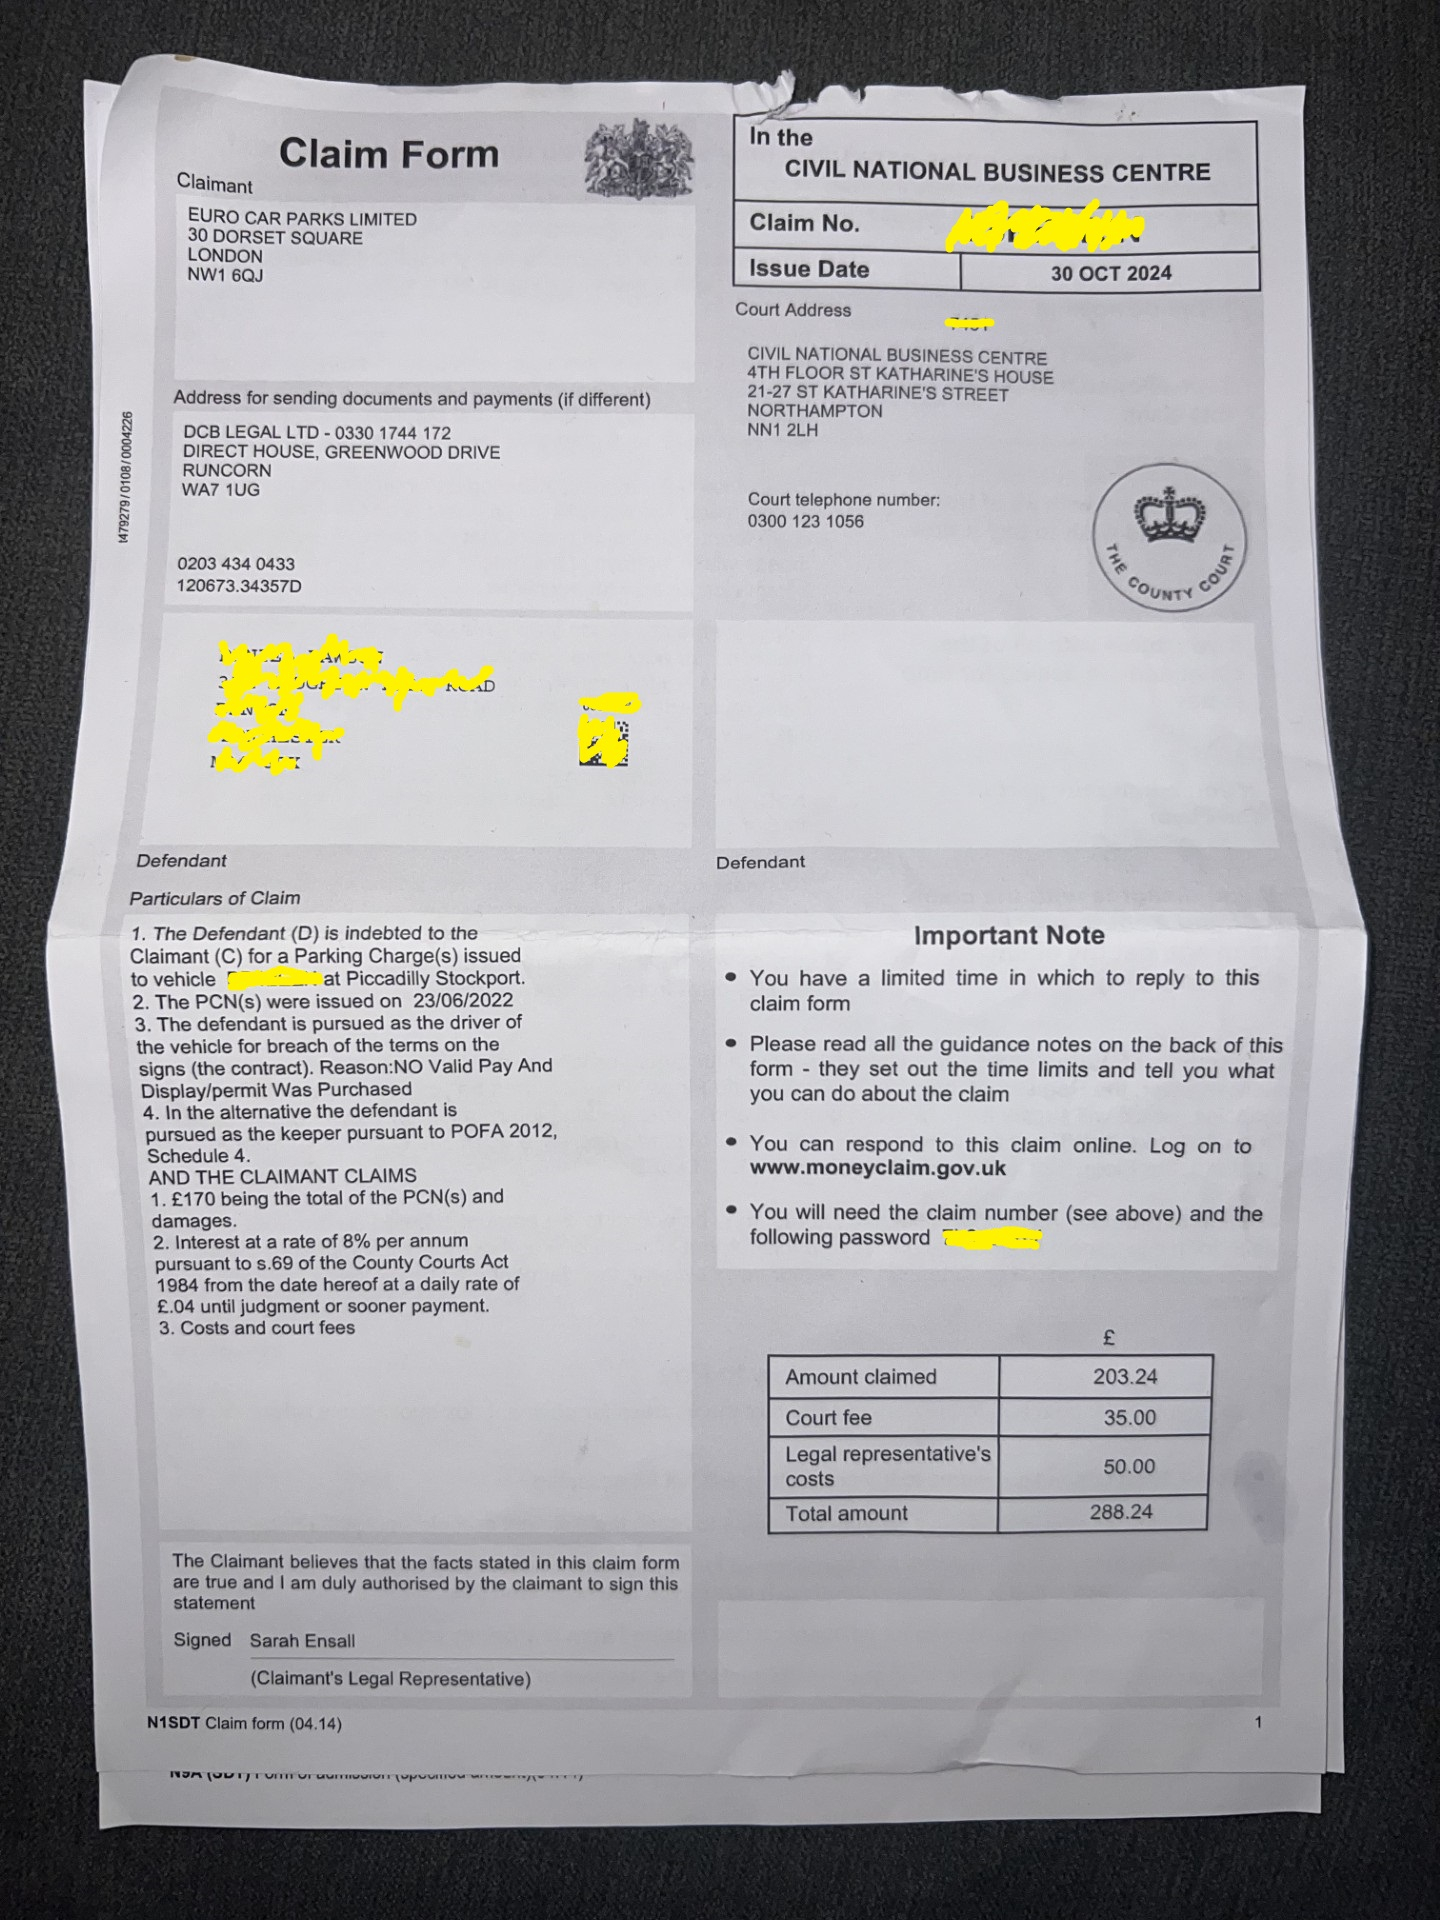 Claim Form
Claimant
EURO CAR PARKS LIMITED
30 DORSET SQUARE
LONDON
NW1 6QJ
Address for sending documents and payments (if different)
DCB LEGAL LTD - 0330 1744 172
DIRECT HOUSE, GREENWOOD DRIVE
RUNCORN
WA7 1UG
0203 434 0433
120673.34357D
t479279/0108/0004226
In the
CIVIL NATIONAL BUSINESS CENTRE
Claim No.
Issue Date 30 OCT 2024
Court Address
CIVIL NATIONAL BUSINESS CENTRE
4TH FLOOR ST KATHARINE'S HOUSE
21-27 ST KATHARINE'S STREET
NORTHAMPTON
NN1 2LH
Court telephone number:
0300 123 1056
THE COUNTY COURT
Defendant
Defendant
Particulars of Claim
1. The Defendant (D) is indebted to the
Claimant (C) for a Parking Charge(s) issued
to vehicle at Piccadilly Stockport.
2. The PCN(s) were issued on 23/06/2022
3. The defendant is pursued as the driver of
the vehicle for breach of the terms on the
signs (the contract). Reason:NO Valid Pay And
Display/permit Was Purchased
4. In the alternative the defendant is
pursued as the keeper pursuant to POFA 2012,
Schedule 4.
AND THE CLAIMANT CLAIMS
1. £170 being the total of the PCN(s) and
damages.
2. Interest at a rate of 8% per annum
pursuant to s.69 of the County Courts Act
1984 from the date hereof at a daily rate of
£.04 until judgment or sooner payment.
3. Costs and court fees
The Claimant believes that the facts stated in this claim form
are true and I am duly authorised by the claimant to sign this
statement
Signed Sarah Ensall
(Claimant's Legal Representative)
Important Note
• You have a limited time in which to reply to this
claim form
• Please read all the guidance notes on the back of this
form - they set out the time limits and tell you what
you can do about the claim
• You can respond to this claim online. Log on to
www.moneyclaim.gov.uk
• You will need the claim number (see above) and the
following password
£
Amount claimed 203.24
Court fee 35.00
Legal representative's
costs 50.00
Total amount 288.24
N1SDT Claim form (04.14)
1